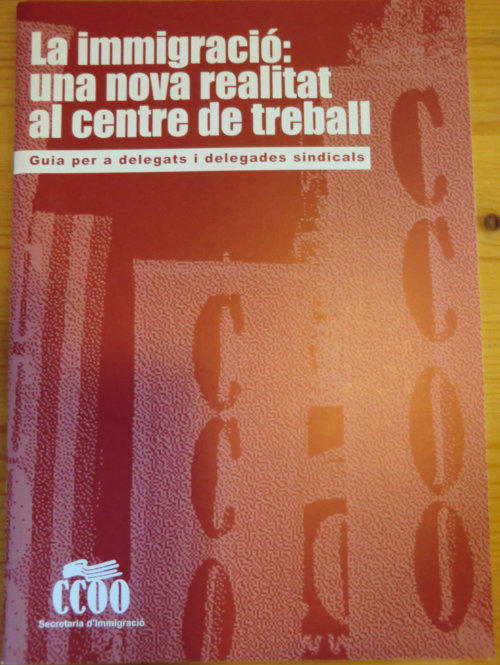 La immigració:
una nova realitat
al centre de treball
Guia per a delegats i delegades sindicals
C
C
O
O
C
C
O
CCOO
Secretaria d'Immigració